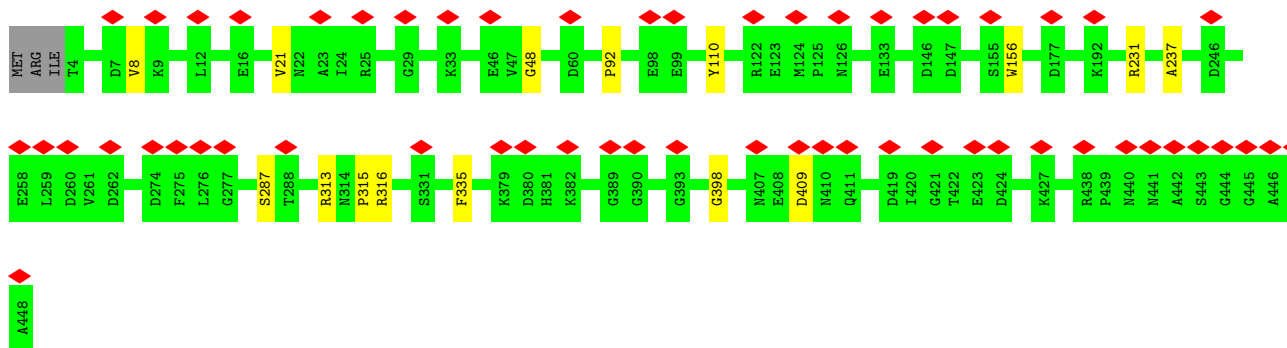 MET ARG ILE T4 D7 V8 K9 L12 E16 V21 N22 A23 I24 R25 G29 K33 E46 V47 G48 D60 P92 E98 E99 Y110 R122 E123 M124 P125 N126 E133 D146 D147 S155 W156 D177 K192 R231 A237 D246
E258 L259 D260 V261 D262 D274 F275 L276 G277 S287 T288 R313 N314 P315 R316 S331 F335 K379 D380 H381 K382 G389 G390 G393 G398 N407 E408 D409 N410 Q411 D419 I420 G421 T422 E423 D424 K427 R438 P439 N440 N441 A442 S443 G444 G445 A446
A448